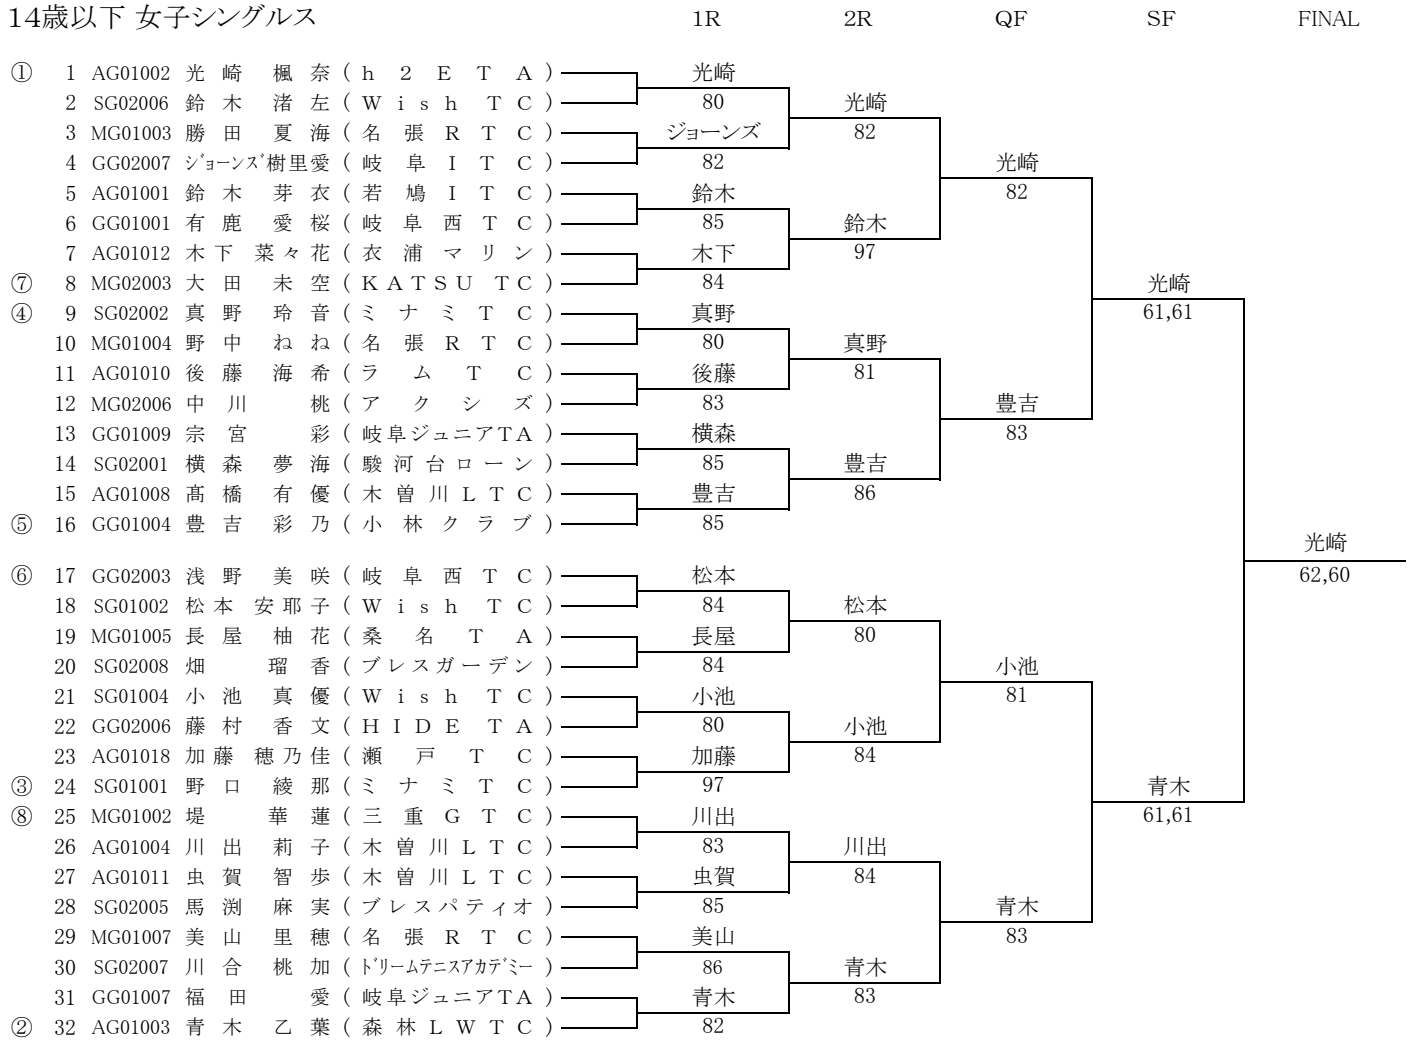 14歳以下 女子シングルス 1R 2R QF SF FINAL
① 1 AG01002 光 崎 楓 奈 ( h 2 E T A ) 光崎
2 SG02006 鈴 木 渚 左 ( W i s h T C ) 80 光崎
3 MG01003 勝 田 夏 海 ( 名 張 R T C ) ジョーンズ 82
4 GG02007 ジョーンズ樹里愛 ( 岐 阜 I T C ) 82 光崎
5 AG01001 鈴 木 芽 衣 ( 若 鳩 I T C ) 鈴木 82
6 GG01001 有 鹿 愛 桜 ( 岐 阜 西 T C ) 85 鈴木
7 AG01012 木 下 菜 々 花 ( 衣 浦 マ リ ン ) 木下 97
⑦ 8 MG02003 大 田 未 空 ( K A T S U T C ) 84 光崎
④ 9 SG02002 真 野 玲 音 ( ミ ナ ミ T C ) 真野 61,61
10 MG01004 野 中 ね ね ( 名 張 R T C ) 80 真野
11 AG01010 後 藤 海 希 ( ラ ム T C ) 後藤 81
12 MG02006 中 川 桃 ( ア ク シ ズ ) 83 豊吉
13 GG01009 宗 宮 彩 ( 岐阜ジュニアTA ) 横森 83
14 SG02001 横 森 夢 海 ( 駿 河 台 ロ ー ン ) 85 豊吉
15 AG01008 髙 橋 有 優 ( 木 曽 川 L T C ) 豊吉 86
⑤ 16 GG01004 豊 吉 彩 乃 ( 小 林 ク ラ ブ ) 85
光崎
⑥ 17 GG02003 浅 野 美 咲 ( 岐 阜 西 T C ) 松本 62,60
18 SG01002 松 本 安 耶 子 ( W i s h T C ) 84 松本
19 MG01005 長 屋 柚 花 ( 桑 名 T A ) 長屋 80
20 SG02008 畑 瑠 香 ( ブレスガーデン ) 84 小池
21 SG01004 小 池 真 優 ( W i s h T C ) 小池 81
22 GG02006 藤 村 香 文 ( H I D E T A ) 80 小池
23 AG01018 加 藤 穂 乃 佳 ( 瀬 戸 T C ) 加藤 84
③ 24 SG01001 野 口 綾 那 ( ミ ナ ミ T C ) 97 青木
⑧ 25 MG01002 堤 華 蓮 ( 三 重 G T C ) 川出 61,61
26 AG01004 川 出 莉 子 ( 木 曽 川 L T C ) 83 川出
27 AG01011 虫 賀 智 歩 ( 木 曽 川 L T C ) 虫賀 84
28 SG02005 馬 渕 麻 実 ( ブレスパティオ ) 85 青木
29 MG01007 美 山 里 穂 ( 名 張 R T C ) 美山 83
30 SG02007 川 合 桃 加 ( ドリームテニスアカデミー ) 86 青木
31 GG01007 福 田 愛 ( 岐阜ジュニアTA ) 青木 83
② 32 AG01003 青 木 乙 葉 ( 森 林 L W T C ) 82